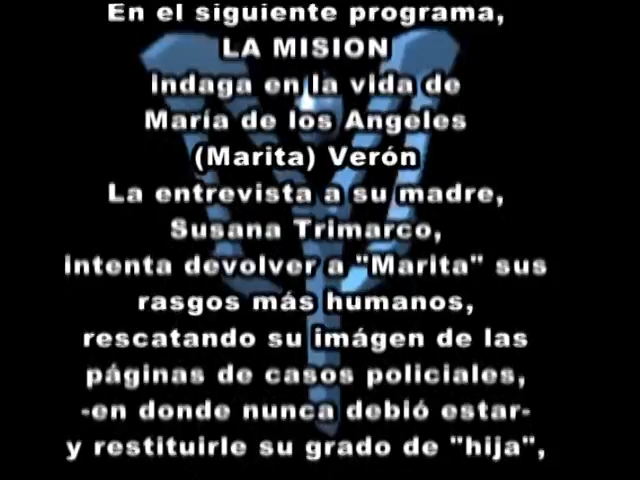 En el siguiente programa,
LA MISION
indaga en la vida de
María de los Angeles
(Marita) Verón
La entrevista a su madre,
Susana Trimarco,
intenta devolver a "Marita" sus
rasgos más humanos,
rescatando su imágen de las
páginas de casos policiales,
-en donde nunca debió estar-
y restituirle su grado de "hija",